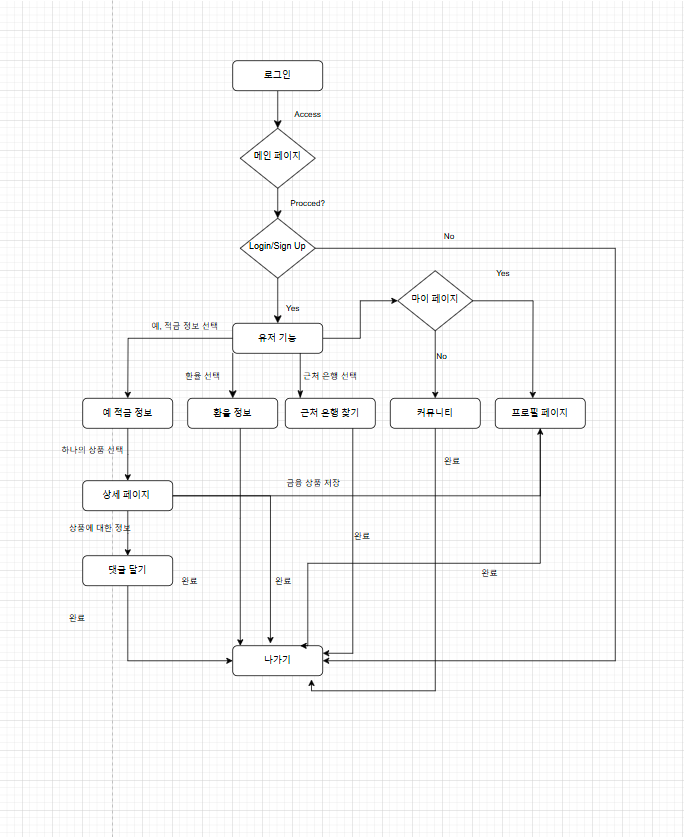 로그인
Access
메인 페이지
Procced?
Login/Sign Up
No
Yes
Yes
마이 페이지
예, 적금 정보 선택
유저 기능
No
환율 선택
근처 은행 선택
예 적금 정보
환율 정보
근처 은행 찾기
커뮤니티
프로필 페이지
하나의 상품 선택
완료
금융 상품 저장
상세 페이지
상품에 대한 정보
완료
댓글 달기
완료
완료
완료
완료
나가기